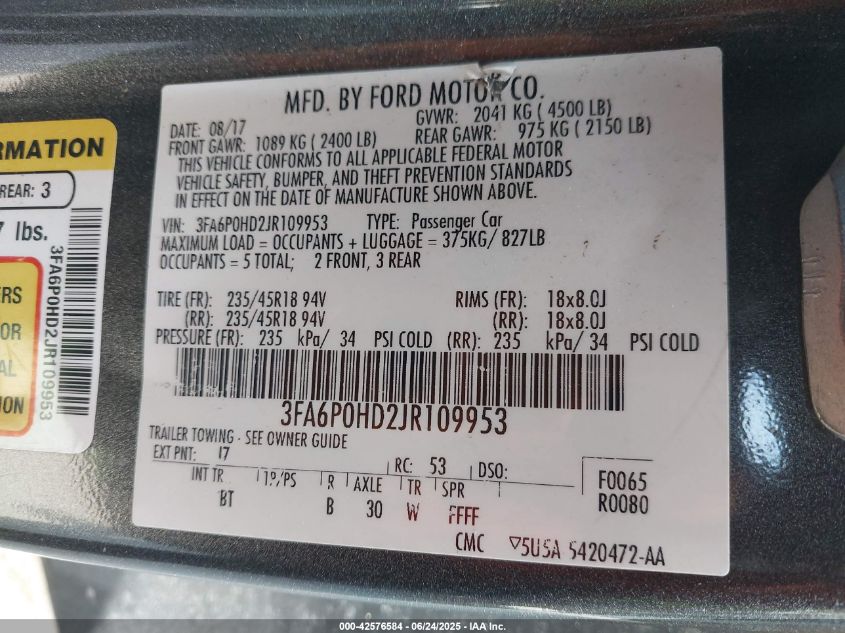 MFD. BY FORD MOTOR CO.
DATE: 08/17 GVWR: 2041 KG ( 4500 LB)
FRONT GAWR: 1089 KG ( 2400 LB) REAR GAWR: 975 KG ( 2150 LB)
THIS VEHICLE CONFORMS TO ALL APPLICABLE FEDERAL MOTOR
VEHICLE SAFETY, BUMPER, AND THEFT PREVENTION STANDARDS
IN EFFECT ON THE DATE OF MANUFACTURE SHOWN ABOVE.
VIN: 3FA6P0HD2JR109953 TYPE: Passenger Car
MAXIMUM LOAD = OCCUPANTS + LUGGAGE = 375KG/ 827LB
OCCUPANTS = 5 TOTAL; 2 FRONT, 3 REAR
TIRE (FR): 235/45R18 94V RIMS (FR): 18x8.0J
(RR): 235/45R18 94V (RR): 18x8.0J
PRESSURE (FR): 235 kPa/ 34 PSI COLD (RR): 235 kPa/ 34 PSI COLD
3FA6P0HD2JR109953
TRAILER TOWING - SEE OWNER GUIDE
EXT PNT: 17 RC: 53 DSO:
INT TR TP/PS R AXLE TR SPR
BT B 30 W FFFF
F0065
R0080
CMC 5U5A 5420472-AA
RMATION
REAR: 3
7 lbs.
3FA6P0HD2JR109953
ERS
OR
AL
ION
000-42576584 - 06/24/2025 - IAA Inc.